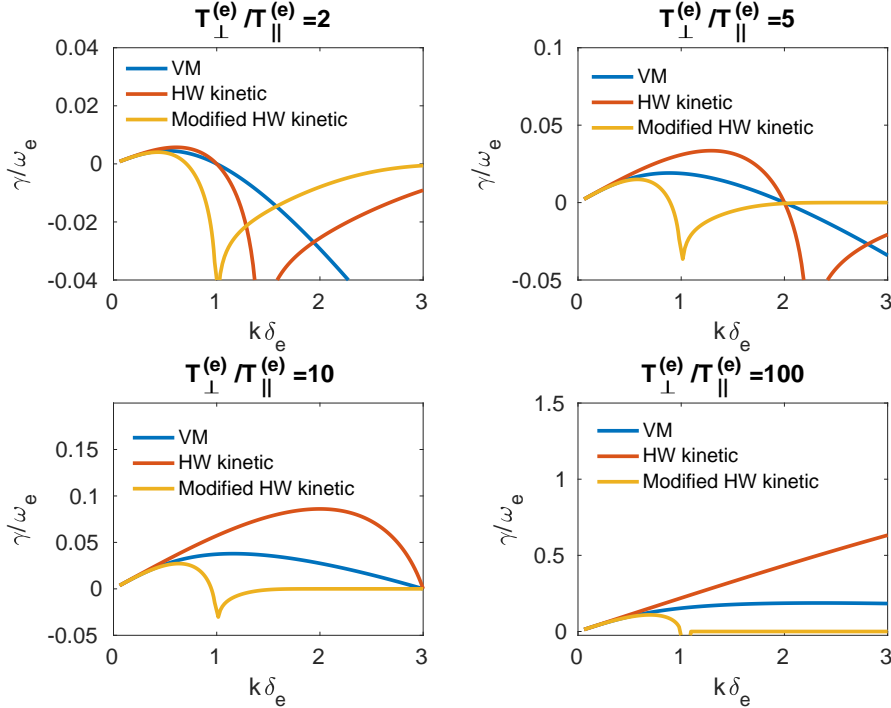 T⊥(e)/T∥(e)=2
0.04
0.02
0
-0.02
-0.04
γ/ωe
VM
HW kinetic
Modified HW kinetic
0 1 2 3
kδe
T⊥(e)/T∥(e)=5
0.1
0.05
0
-0.05
γ/ωe
VM
HW kinetic
Modified HW kinetic
0 1 2 3
kδe
T⊥(e)/T∥(e)=10
0.15
0.1
0.05
0
-0.05
γ/ωe
VM
HW kinetic
Modified HW kinetic
0 1 2 3
kδe
T⊥(e)/T∥(e)=100
1.5
1
0.5
0
γ/ωe
VM
HW kinetic
Modified HW kinetic
0 1 2 3
kδe